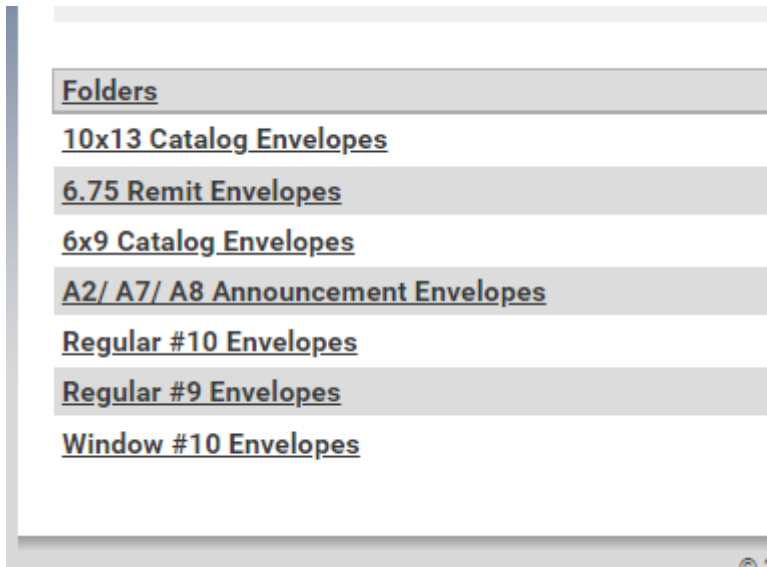 Folders
10x13 Catalog Envelopes
6.75 Remit Envelopes
6x9 Catalog Envelopes
A2/ A7/ A8 Announcement Envelopes
Regular #10 Envelopes
Regular #9 Envelopes
Window #10 Envelopes
©